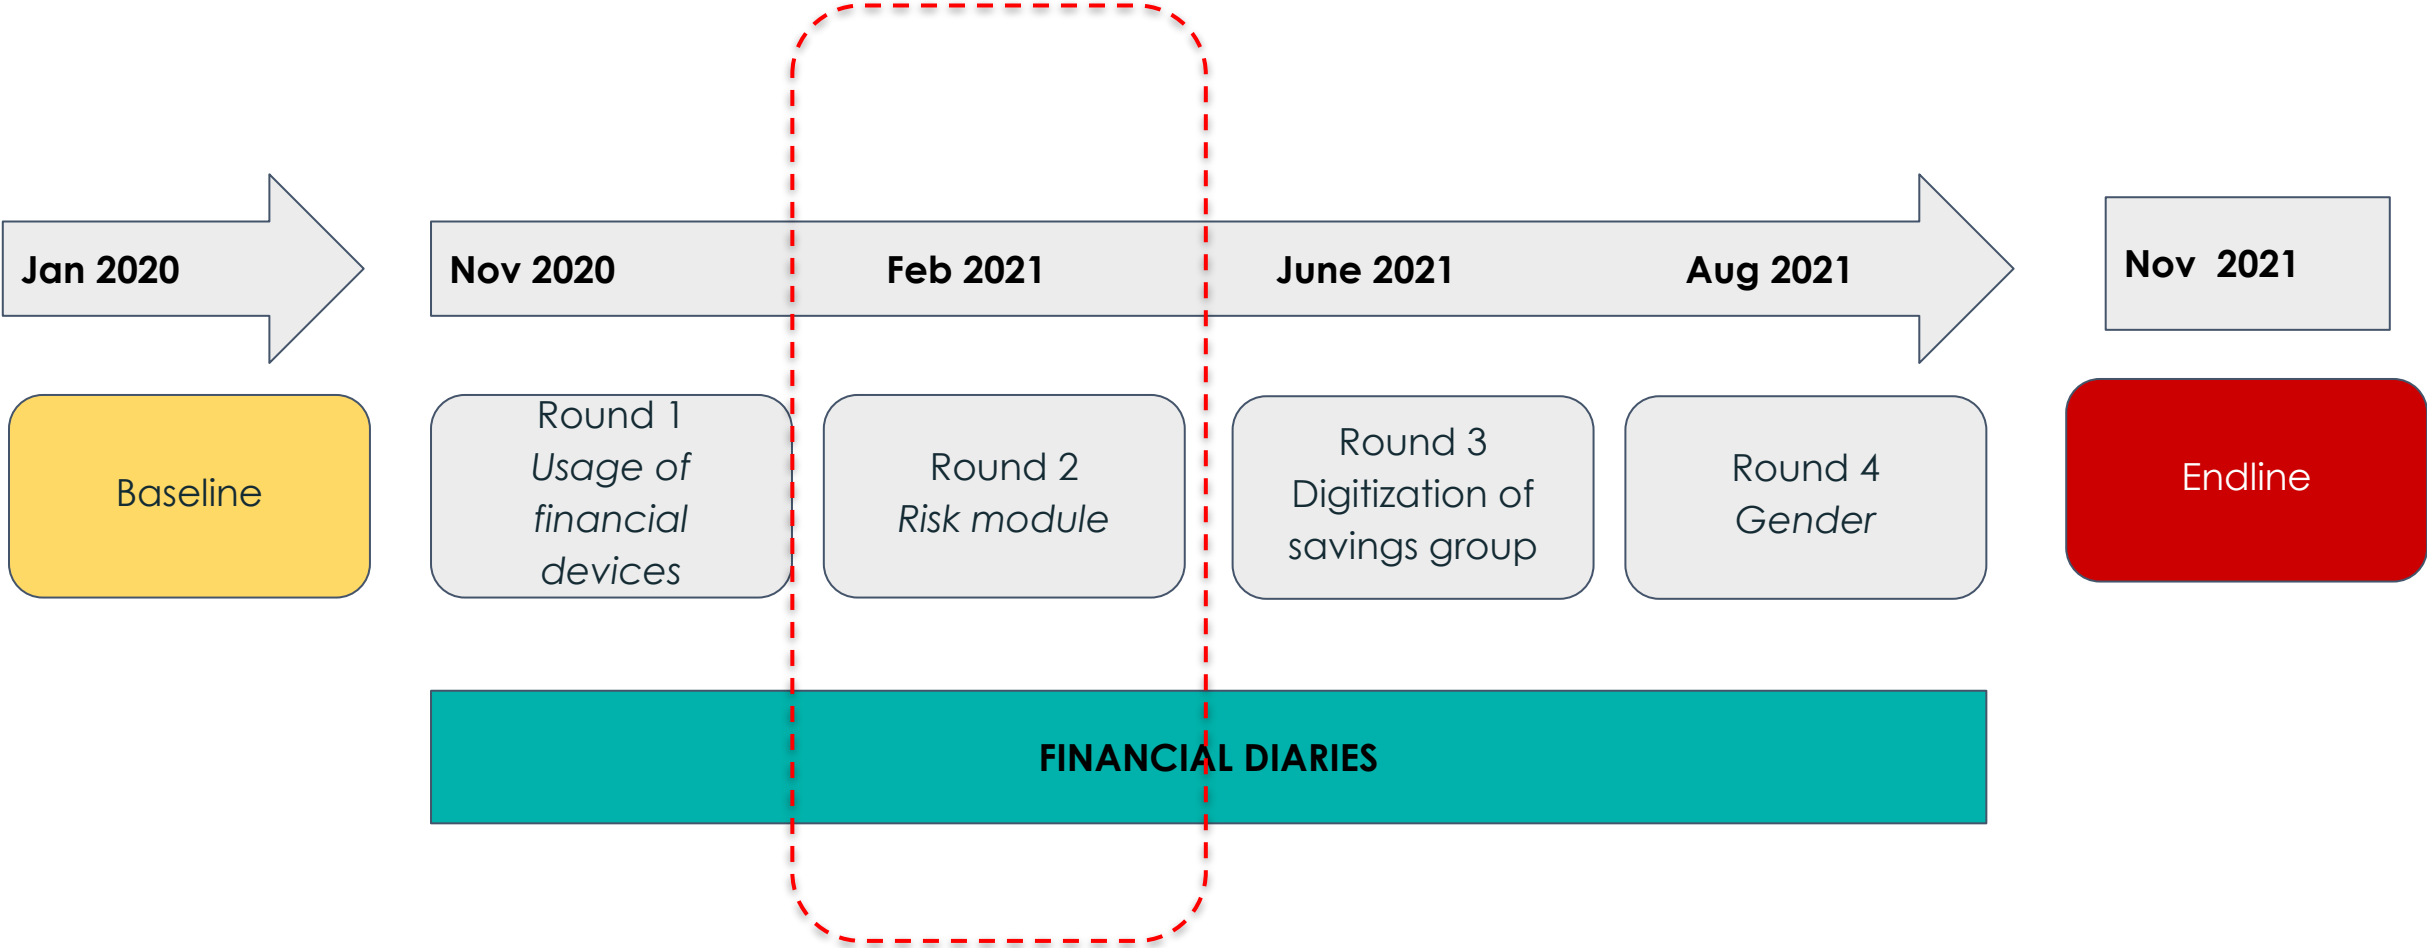 Jan 2020
Nov 2020
Feb 2021
June 2021
Aug 2021
Nov  2021
Baseline
Round 1
Usage of
financial
devices
Round 2
Risk module
Round 3
Digitization of
savings group
Round 4
Gender
Endline
FINANCIAL DIARIES